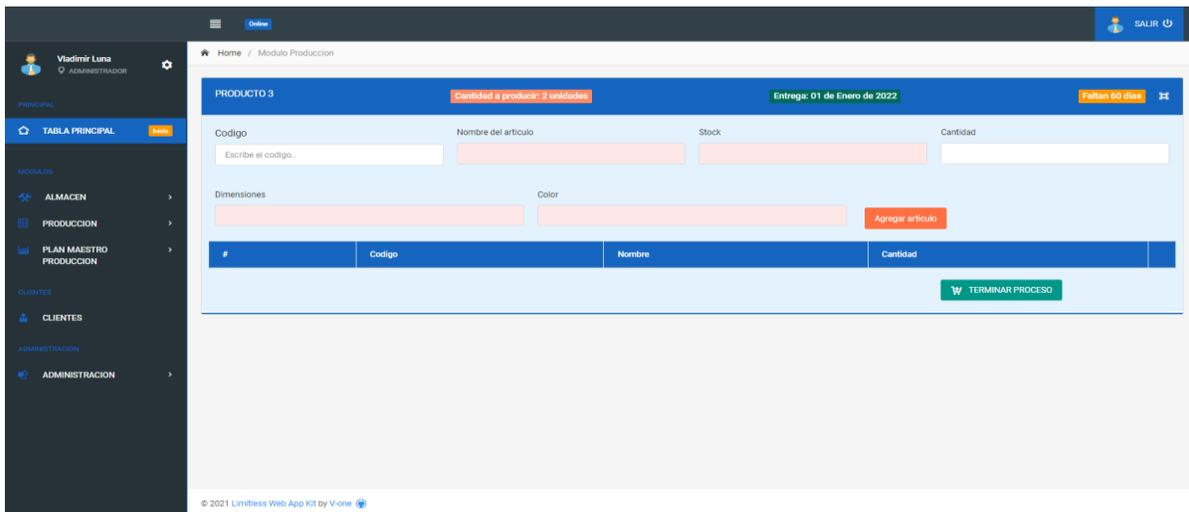 Online
SALIR
Vladimir Luna
ADMINISTRADOR
Home / Modulo Produccion
PRINCIPAL
TABLA PRINCIPAL Inicio
MODULOS
ALMACEN
PRODUCCION
PLAN MAESTRO
PRODUCCION
CLIENTES
CLIENTES
ADMINISTRACION
ADMINISTRACION
PRODUCTO 3 Cantidad a producir: 2 unidades Entrega: 01 de Enero de 2022 Faltan 60 dias
Codigo Nombre del articulo Stock Cantidad
Escribe el codigo..
Dimensiones Color
Agregar articulo
# Codigo Nombre Cantidad
TERMINAR PROCESO
© 2021 Limitless Web App Kit by V-one